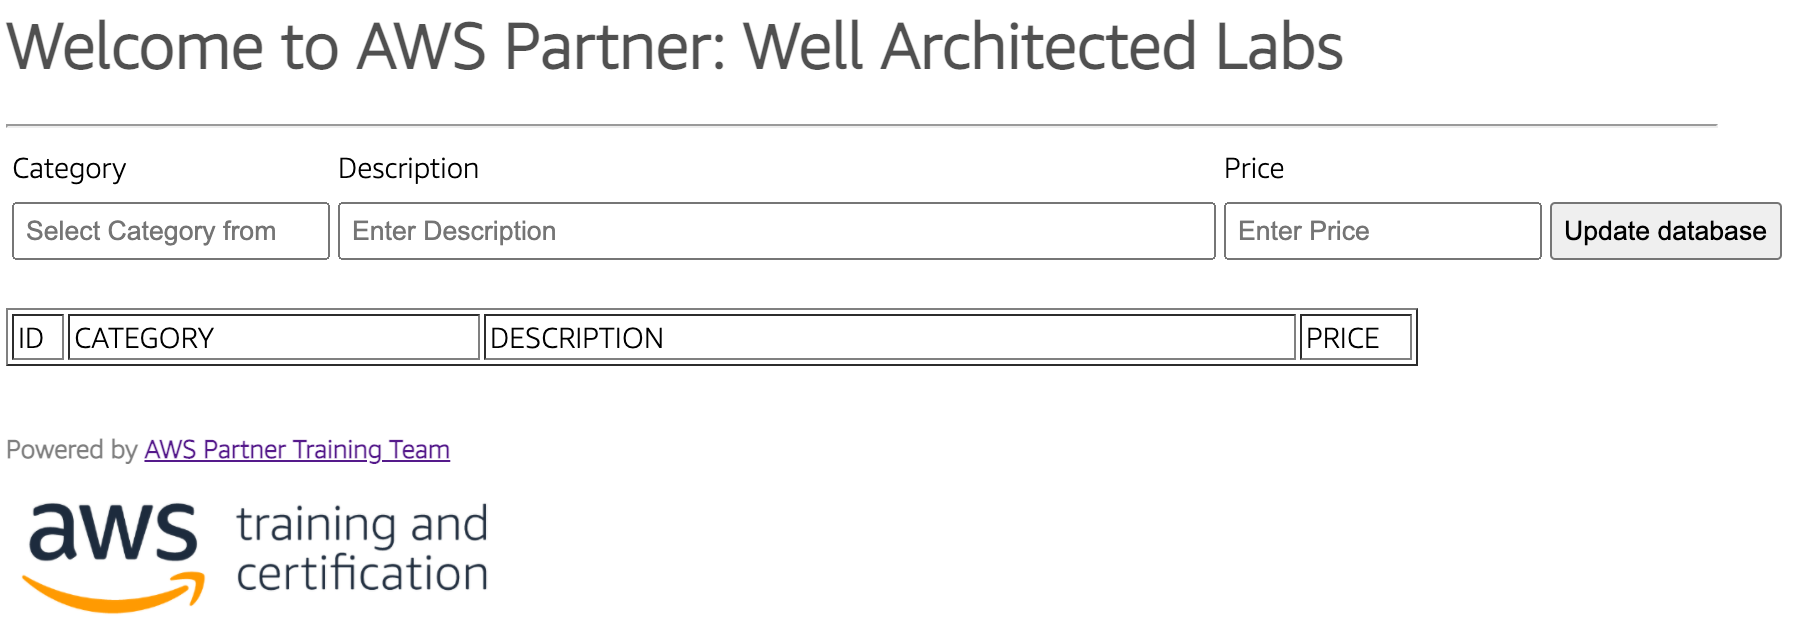 Welcome to AWS Partner: Well Architected Labs
Category Description Price
Select Category from Enter Description Enter Price Update database
ID CATEGORY DESCRIPTION PRICE
Powered by AWS Partner Training Team
aws training and
certification